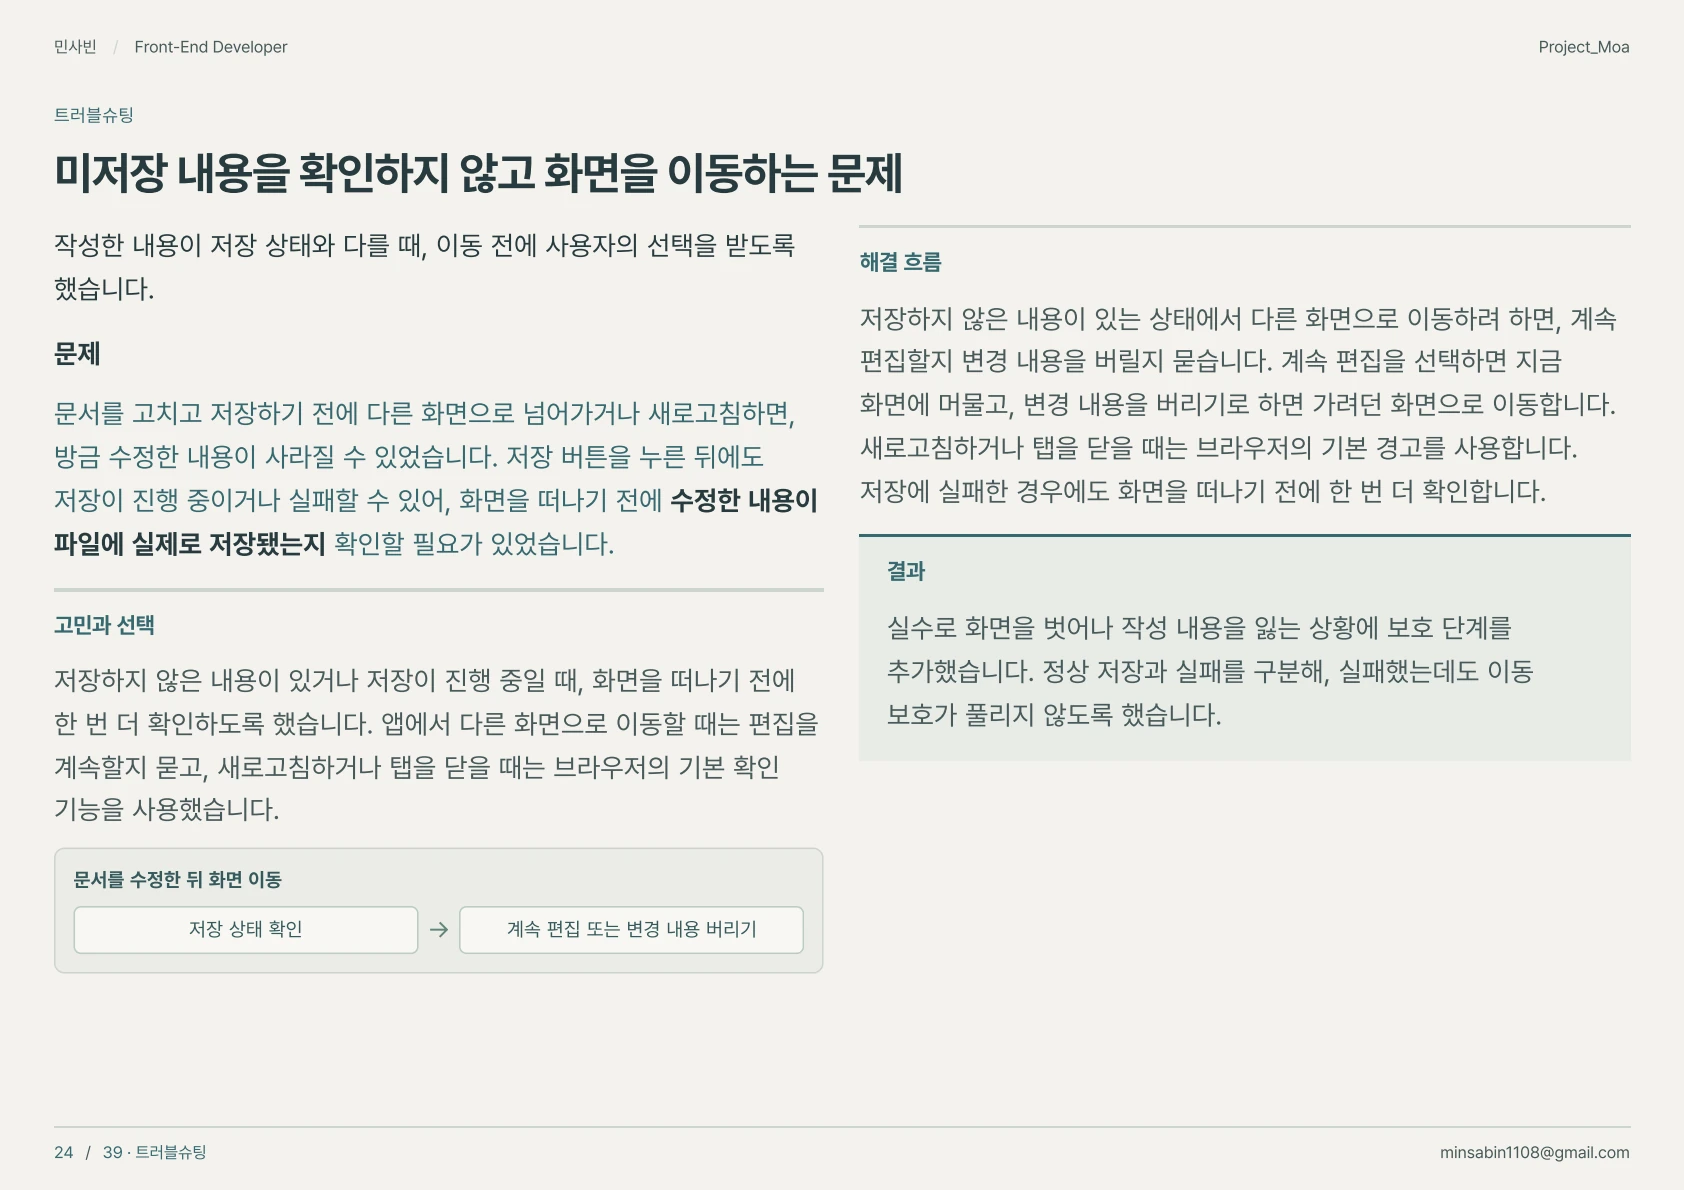 민사빈 / Front-End Developer
Project_Moa
트러블슈팅
미저장 내용을 확인하지 않고 화면을 이동하는 문제
작성한 내용이 저장 상태와 다를 때, 이동 전에 사용자의 선택을 받도록
했습니다.
문제
문서를 고치고 저장하기 전에 다른 화면으로 넘어가거나 새로고침하면,
방금 수정한 내용이 사라질 수 있었습니다. 저장 버튼을 누른 뒤에도
저장이 진행 중이거나 실패할 수 있어, 화면을 떠나기 전에 수정한 내용이
파일에 실제로 저장됐는지 확인할 필요가 있었습니다.
고민과 선택
저장하지 않은 내용이 있거나 저장이 진행 중일 때, 화면을 떠나기 전에
한 번 더 확인하도록 했습니다. 앱에서 다른 화면으로 이동할 때는 편집을
계속할지 묻고, 새로고침하거나 탭을 닫을 때는 브라우저의 기본 확인
기능을 사용했습니다.
문서를 수정한 뒤 화면 이동
저장 상태 확인 → 계속 편집 또는 변경 내용 버리기
해결 흐름
저장하지 않은 내용이 있는 상태에서 다른 화면으로 이동하려 하면, 계속
편집할지 변경 내용을 버릴지 묻습니다. 계속 편집을 선택하면 지금
화면에 머물고, 변경 내용을 버리기로 하면 가려던 화면으로 이동합니다.
새로고침하거나 탭을 닫을 때는 브라우저의 기본 경고를 사용합니다.
저장에 실패한 경우에도 화면을 떠나기 전에 한 번 더 확인합니다.
결과
실수로 화면을 벗어나 작성 내용을 잃는 상황에 보호 단계를
추가했습니다. 정상 저장과 실패를 구분해, 실패했는데도 이동
보호가 풀리지 않도록 했습니다.
24 / 39 · 트러블슈팅
minsabin1108@gmail.com